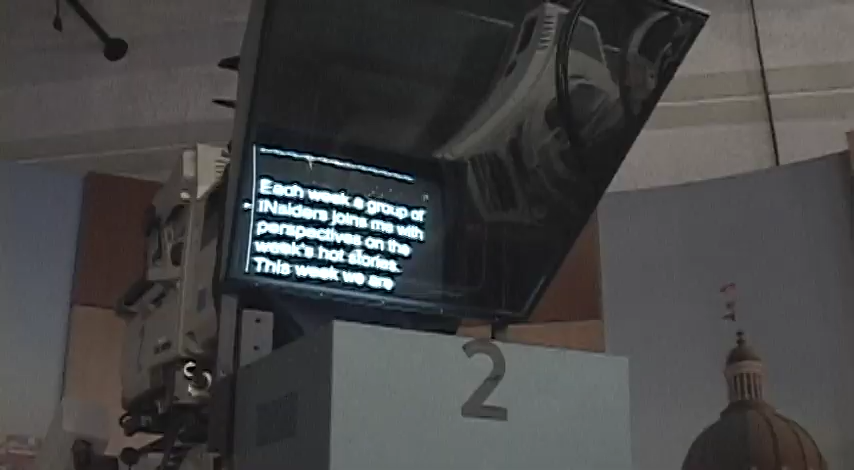 Each week a group of
INsiders joins me with
perspectives on the
week's hot stories.
This week we are
2